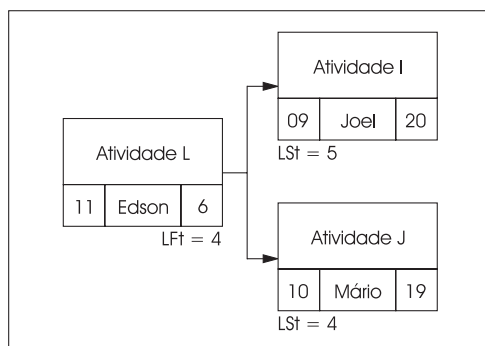 Atividade I
09 Joel 20
LSt = 5
Atividade L
11 Edson 6
LFt = 4
Atividade J
10 Mário 19
LSt = 4